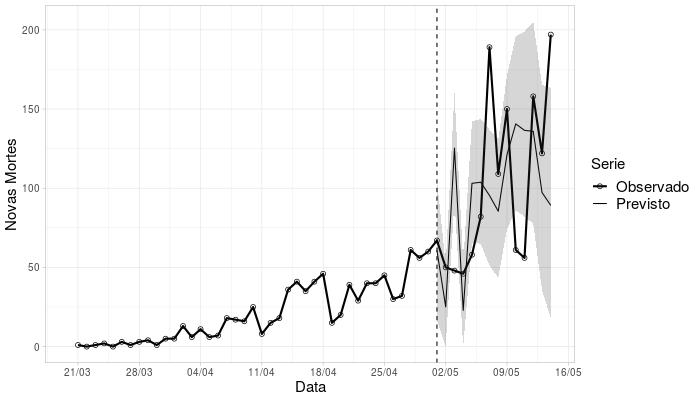 200
150
100
50
0
Novas Mortes
21/03 28/03 04/04 11/04 18/04 25/04 02/05 09/05 16/05
Data
Serie
Observado
Previsto